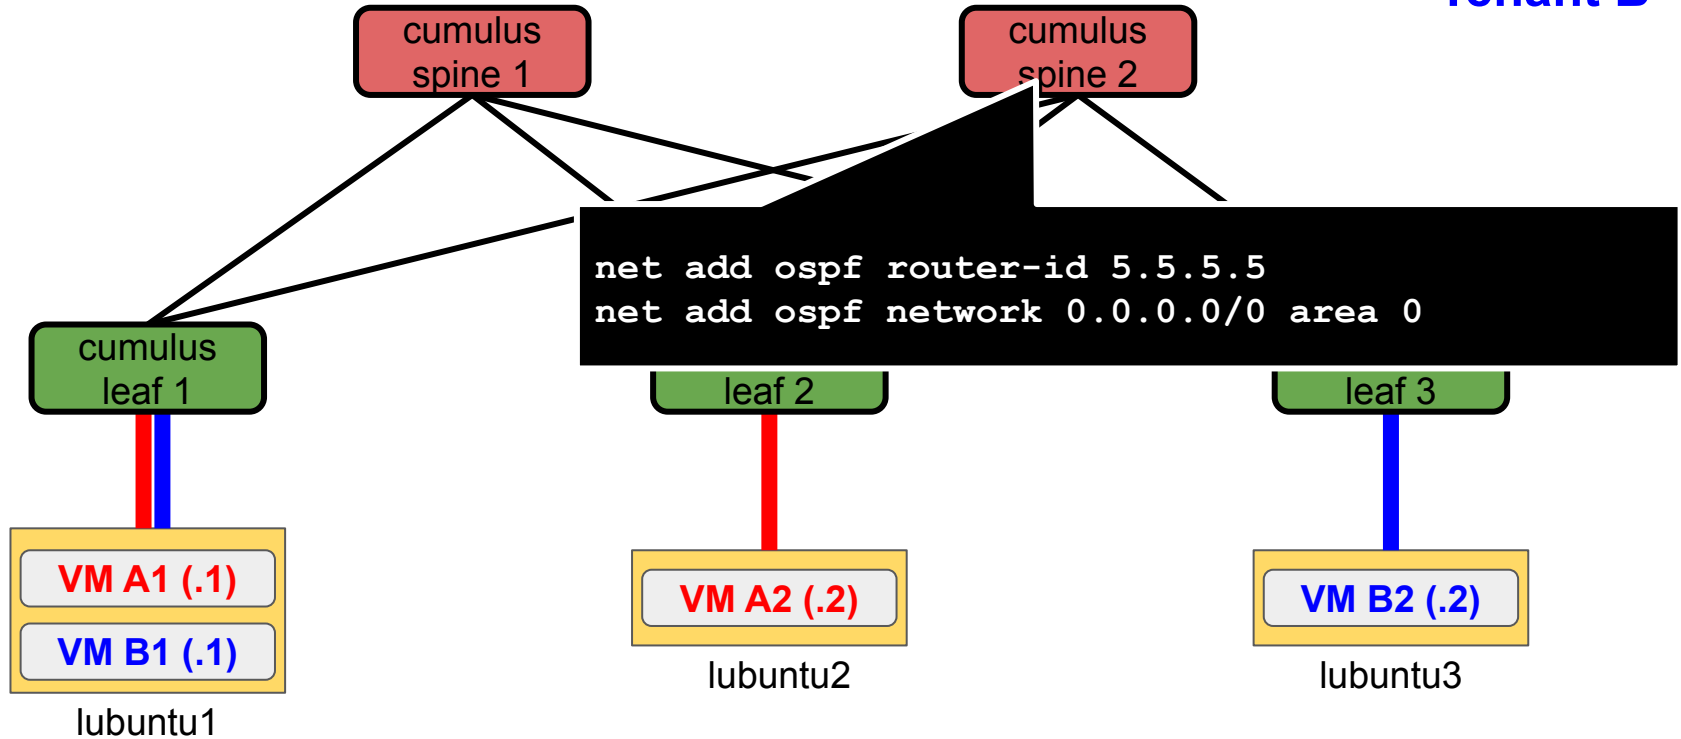 Tenant B
cumulus
spine 1
cumulus
spine 2
net add ospf router-id 5.5.5.5
net add ospf network 0.0.0.0/0 area 0
cumulus
leaf 1
leaf 2
leaf 3
VM A1 (.1)
VM B1 (.1)
lubuntu1
VM A2 (.2)
lubuntu2
VM B2 (.2)
lubuntu3